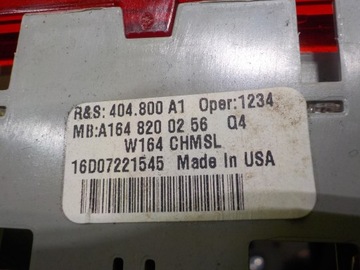 R&S: 404.800 A1 Oper:1234
MB:A164 820 02 56 Q4
W164 CHMSL
16D07221545 Made In USA